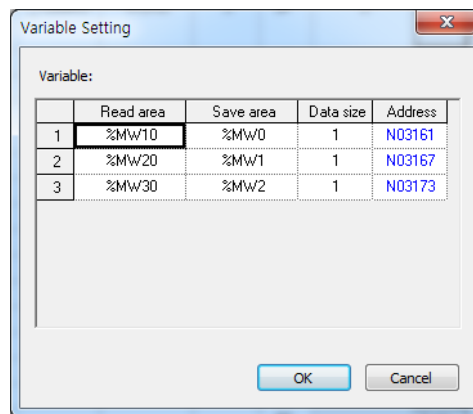 Variable Setting
Variable:
Read area Save area Data size Address
1 %MW10 %MW0 1 N03161
2 %MW20 %MW1 1 N03167
3 %MW30 %MW2 1 N03173
OK Cancel